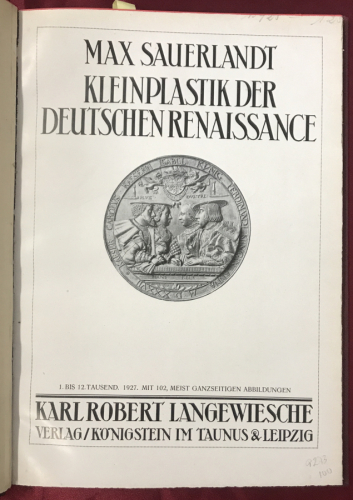 MAX SAUERLANDT
KLEINPLASTIK DER
DEUTSCHEN RENAISSANCE
1. BIS 12. TAUSEND. 1927. MIT 102, MEIST GANZSEITIGEN ABBILDUNGEN
KARL ROBERT LANGEWIESCHE
VERLAG/KÖNIGSTEIN IM TAUNUS & LEIPZIG